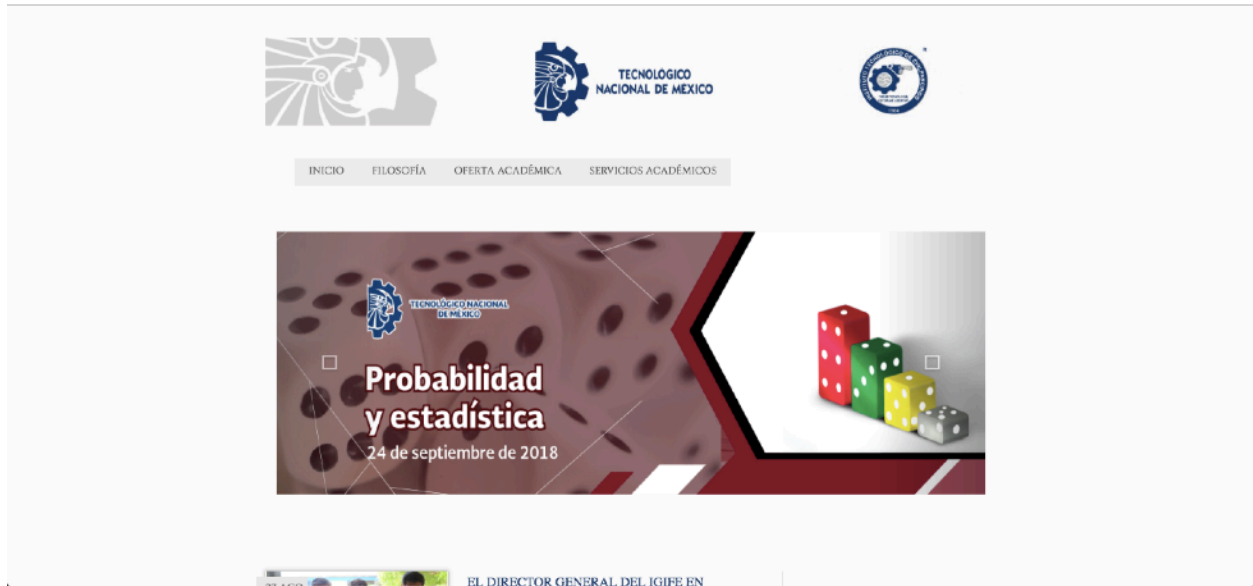 TECNOLÓGICO
NACIONAL DE MÉXICO
INICIO FILOSOFÍA OFERTA ACADÉMICA SERVICIOS ACADÉMICOS
TECNOLÓGICO NACIONAL
DE MÉXICO
Probabilidad
y estadística
24 de septiembre de 2018
EL DIRECTOR GENERAL DEL IGIFE EN